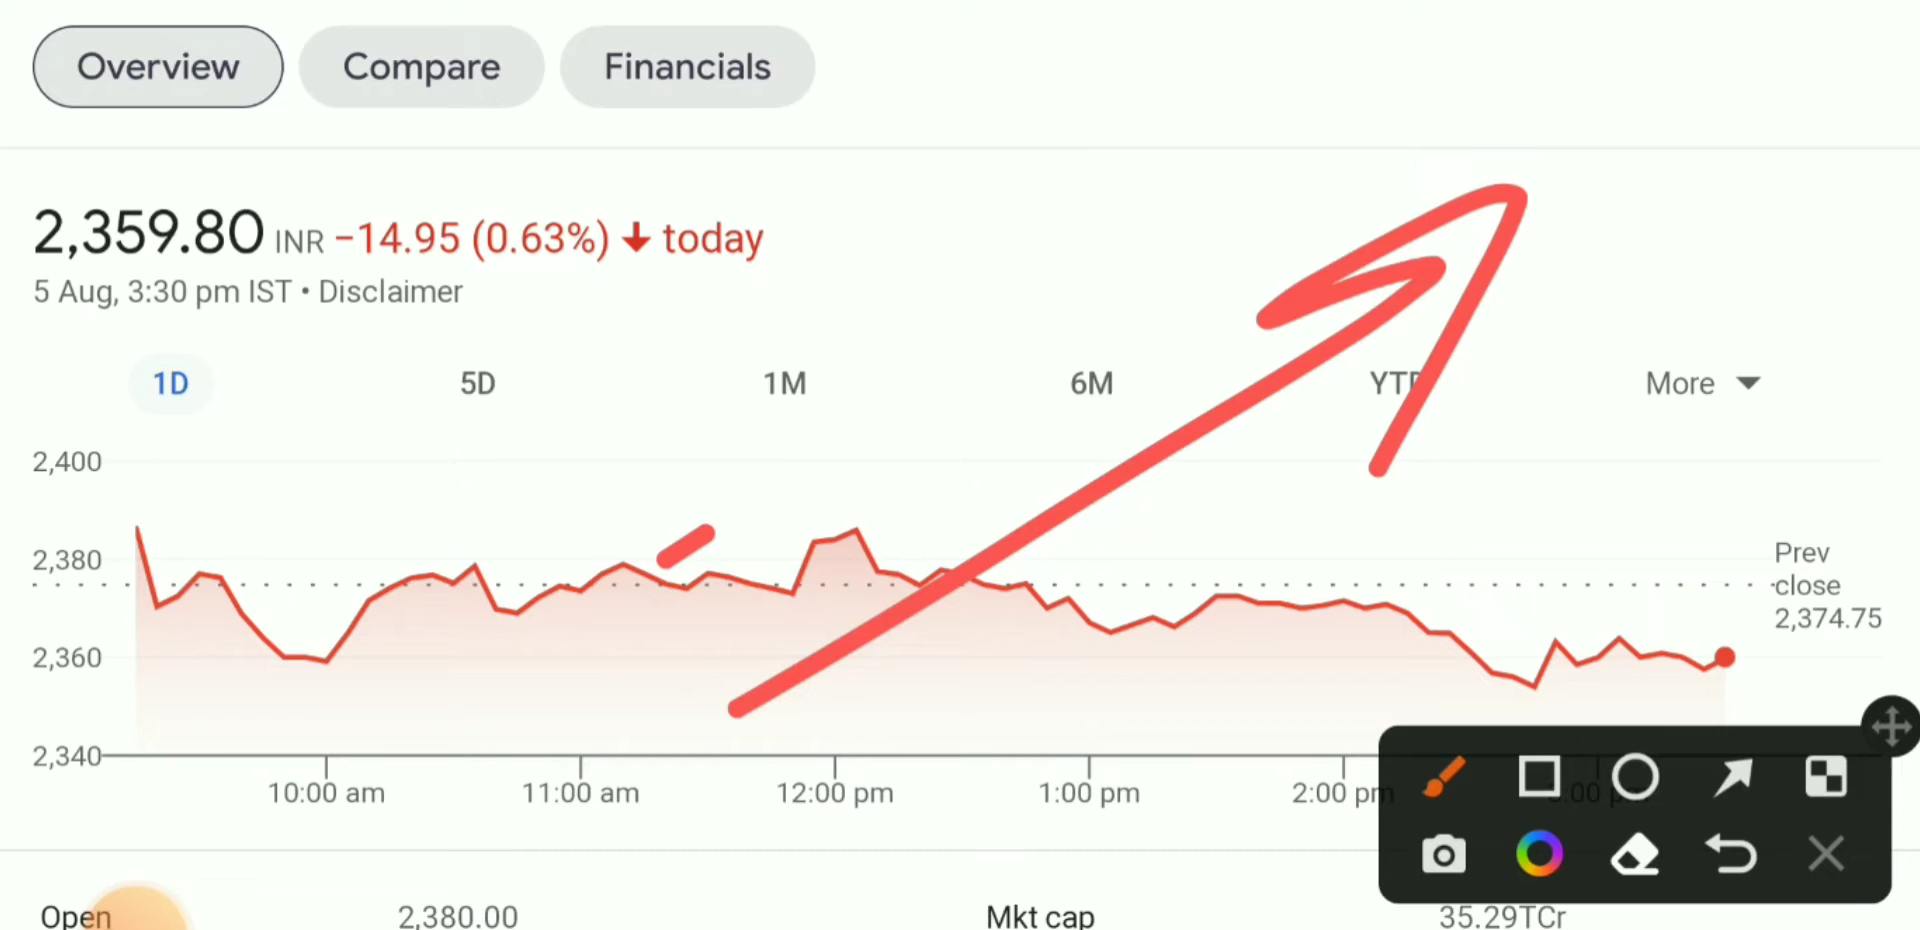 Overview Compare Financials
2,359.80 INR −14.95 (0.63%) ↓ today
5 Aug, 3:30 pm IST • Disclaimer
1D 5D 1M 6M YTD More
2,400
2,380
2,360
2,340
Prev
close
2,374.75
10:00 am 11:00 am 12:00 pm 1:00 pm 2:00 pm
Open 2,380.00 Mkt cap 35.29TCr